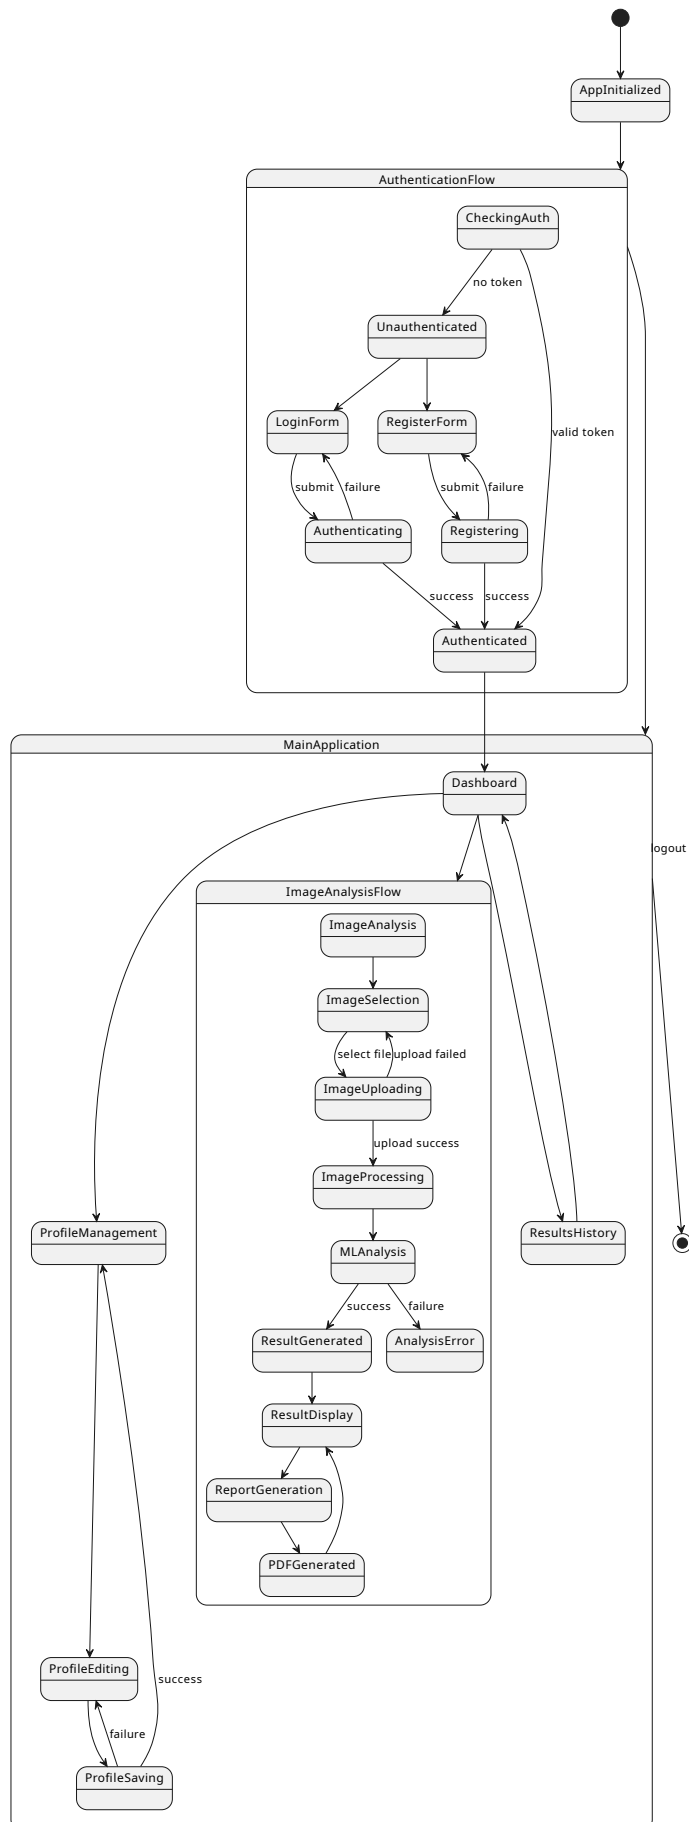 AppInitialized
AuthenticationFlow
CheckingAuth
no token
Unauthenticated
LoginForm
RegisterForm
valid token
submit
failure
submit
failure
Authenticating
Registering
success
success
Authenticated
MainApplication
Dashboard
logout
ImageAnalysisFlow
ImageAnalysis
ImageSelection
select file
upload failed
ImageUploading
upload success
ImageProcessing
ProfileManagement
ResultsHistory
MLAnalysis
success
failure
ResultGenerated
AnalysisError
ResultDisplay
ReportGeneration
PDFGenerated
ProfileEditing
success
failure
ProfileSaving